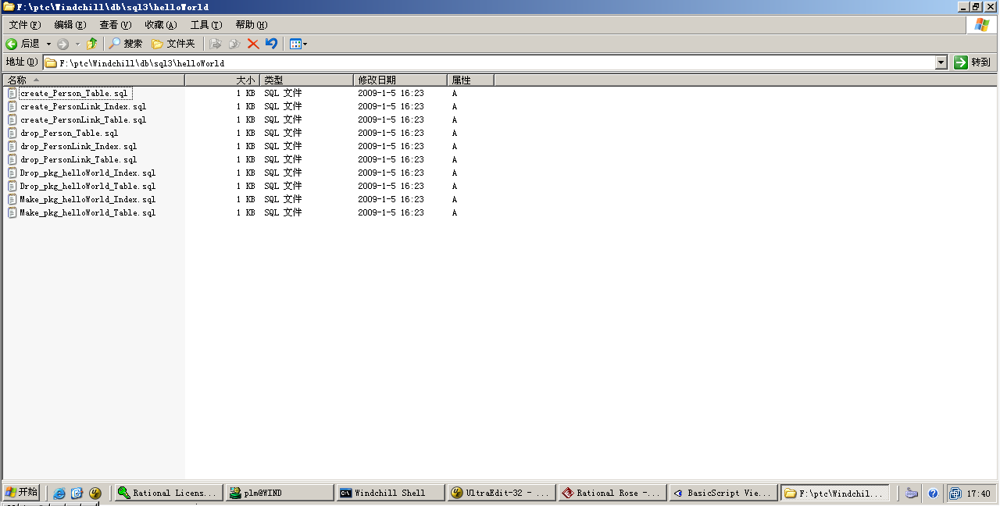 F:\ptc\Windchill\db\sql3\helloWorld
文件(F) 编辑(E) 查看(V) 收藏(A) 工具(T) 帮助(H)
后退 搜索 文件夹
地址(D) F:\ptc\Windchill\db\sql3\helloWorld 转到
名称 大小 类型 修改日期 属性
create_Person_Table.sql 1 KB SQL 文件 2009-1-5 16:23 A
create_PersonLink_Index.sql 1 KB SQL 文件 2009-1-5 16:23 A
create_PersonLink_Table.sql 1 KB SQL 文件 2009-1-5 16:23 A
drop_Person_Table.sql 1 KB SQL 文件 2009-1-5 16:23 A
drop_PersonLink_Index.sql 1 KB SQL 文件 2009-1-5 16:23 A
drop_PersonLink_Table.sql 1 KB SQL 文件 2009-1-5 16:23 A
Drop_pkg_helloWorld_Index.sql 1 KB SQL 文件 2009-1-5 16:23 A
Drop_pkg_helloWorld_Table.sql 1 KB SQL 文件 2009-1-5 16:23 A
Make_pkg_helloWorld_Index.sql 1 KB SQL 文件 2009-1-5 16:23 A
Make_pkg_helloWorld_Table.sql 1 KB SQL 文件 2009-1-5 16:23 A
开始 Rational Licens... plm@WIND Windchill Shell UltraEdit-32 - ... Rational Rose -... BasicScript Vie... F:\ptc\Windchil... 17:40